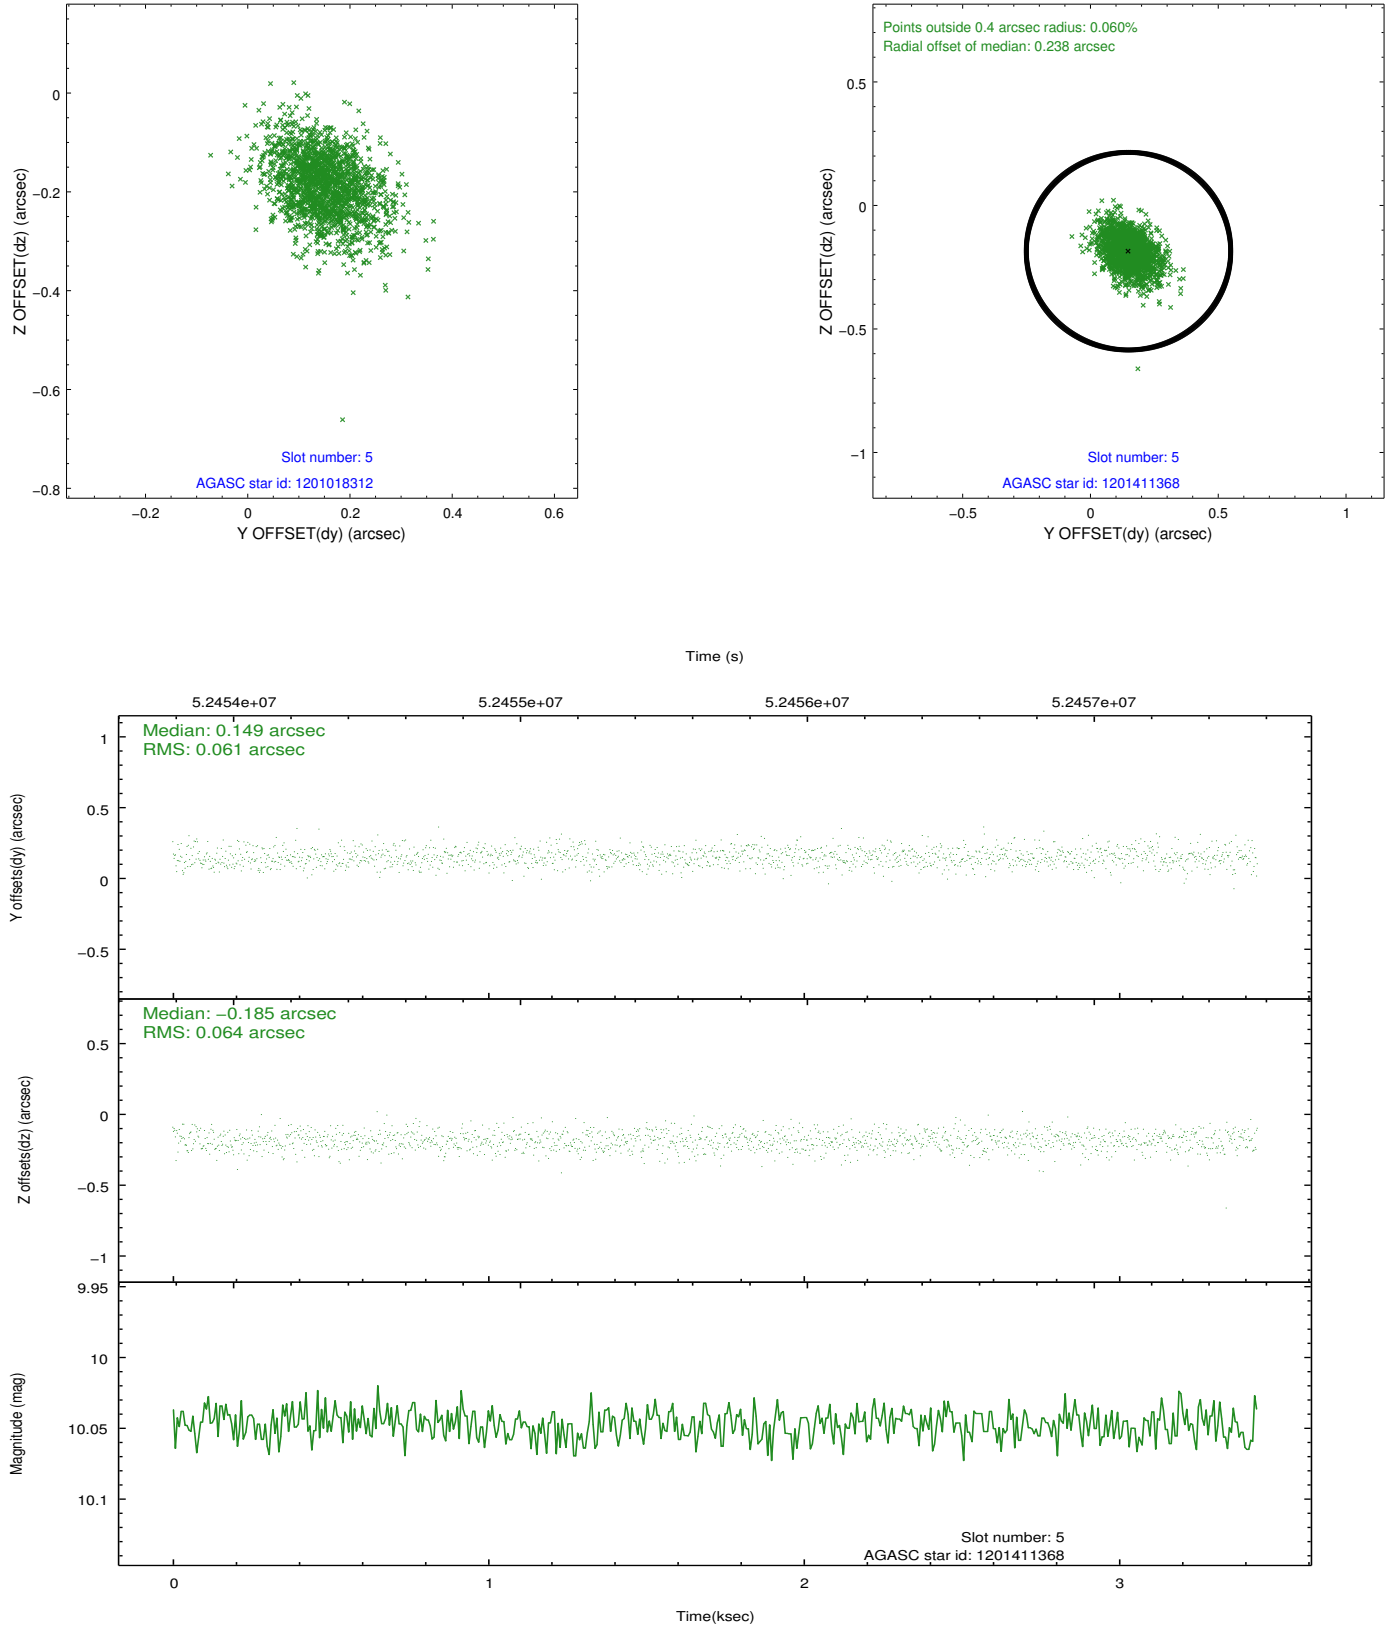 0
−0.2
−0.4
−0.6
−0.8
Z OFFSET(dz) (arcsec)
Slot number: 5
AGASC star id: 1201018312
−0.2 0 0.2 0.4 0.6
Y OFFSET(dy) (arcsec)
Points outside 0.4 arcsec radius: 0.060%
Radial offset of median: 0.238 arcsec
0.5
0
−0.5
−1
Z OFFSET(dz) (arcsec)
Slot number: 5
AGASC star id: 1201411368
−0.5 0 0.5 1
Y OFFSET(dy) (arcsec)
Time (s)
5.2454e+07 5.2455e+07 5.2456e+07 5.2457e+07
Median: 0.149 arcsec
RMS: 0.061 arcsec
1
0.5
0
−0.5
Y offsets(dy) (arcsec)
Median: −0.185 arcsec
RMS: 0.064 arcsec
0.5
0
−0.5
−1
Z offsets(dz) (arcsec)
9.95
10
10.05
10.1
Magnitude (mag)
Slot number: 5
AGASC star id: 1201411368
0 1 2 3
Time(ksec)